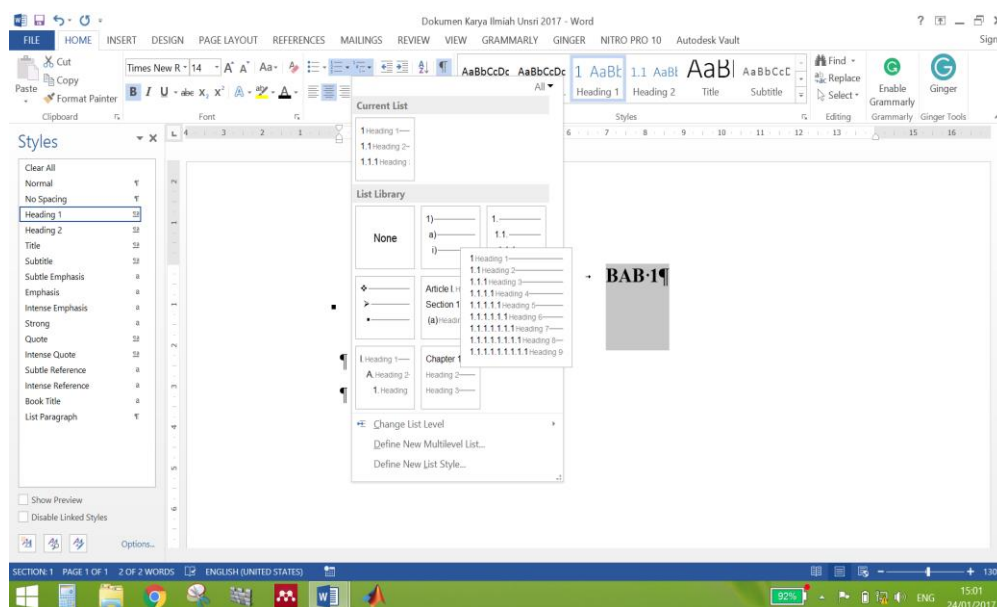 Dokumen Karya Ilmiah Unsri 2017 - Word
FILE HOME INSERT DESIGN PAGE LAYOUT REFERENCES MAILINGS REVIEW VIEW GRAMMARLY GINGER NITRO PRO 10 Autodesk Vault Sign
Paste
Cut
Copy
Format Painter
Clipboard
Times New R 14
Font
All
AaBbCcDc AaBbCcDc 1 AaBb 1.1 AaBb AaBl AaBbCcD
Heading 1 Heading 2 Title Subtitle
Styles
Find
Replace
Select
Editing
Enable Grammarly
Grammarly
Ginger
Ginger Tools
Styles
Clear All
Normal
No Spacing
Heading 1
Heading 2
Title
Subtitle
Subtle Emphasis
Emphasis
Intense Emphasis
Strong
Quote
Intense Quote
Subtle Reference
Intense Reference
Book Title
List Paragraph
Show Preview
Disable Linked Styles
Options...
Current List
1 Heading 1
1.1 Heading 2
1.1.1 Heading
List Library
None
1)
a)
i)
1.
1.1.
Article I.
Section 1
(a) Head
I. Heading 1
A. Heading 2
1. Heading
Chapter 1
Heading 2
Heading 3
1 Heading 1
1.1 Heading 2
1.1.1 Heading 3
1.1.1.1 Heading 4
1.1.1.1.1 Heading 5
1.1.1.1.1.1 Heading 6
1.1.1.1.1.1.1 Heading 7
1.1.1.1.1.1.1.1 Heading 8
1.1.1.1.1.1.1.1.1 Heading 9
Change List Level
Define New Multilevel List...
Define New List Style...
BAB·1¶
SECTION: 1 PAGE 1 OF 1 2 OF 2 WORDS ENGLISH (UNITED STATES) 130
92% ENG 15:01
24/01/2017